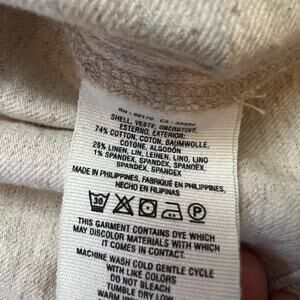 SHELL, VESTE, OBERSTOFF,
ESTERNO, EXTERIOR:
74% COTTON, COTON, BAUMWOLLE,
COTONE, ALGODÓN
25% LINEN, LIN, LEINEN, LINO, LINO
1% SPANDEX, SPANDEX,
SPANDEX, SPANDEX
MADE IN PHILIPPINES, FABRIQUÉ EN PHILIPPINES,
HECHO EN FILIPINAS
30 P
THIS GARMENT CONTAINS DYE WHICH
MAY DISCOLOR MATERIALS WITH WHICH
IT COMES IN CONTACT.
MACHINE WASH COLD GENTLE CYCLE
WITH LIKE COLORS
DO NOT BLEACH
TUMBLE DRY LOW